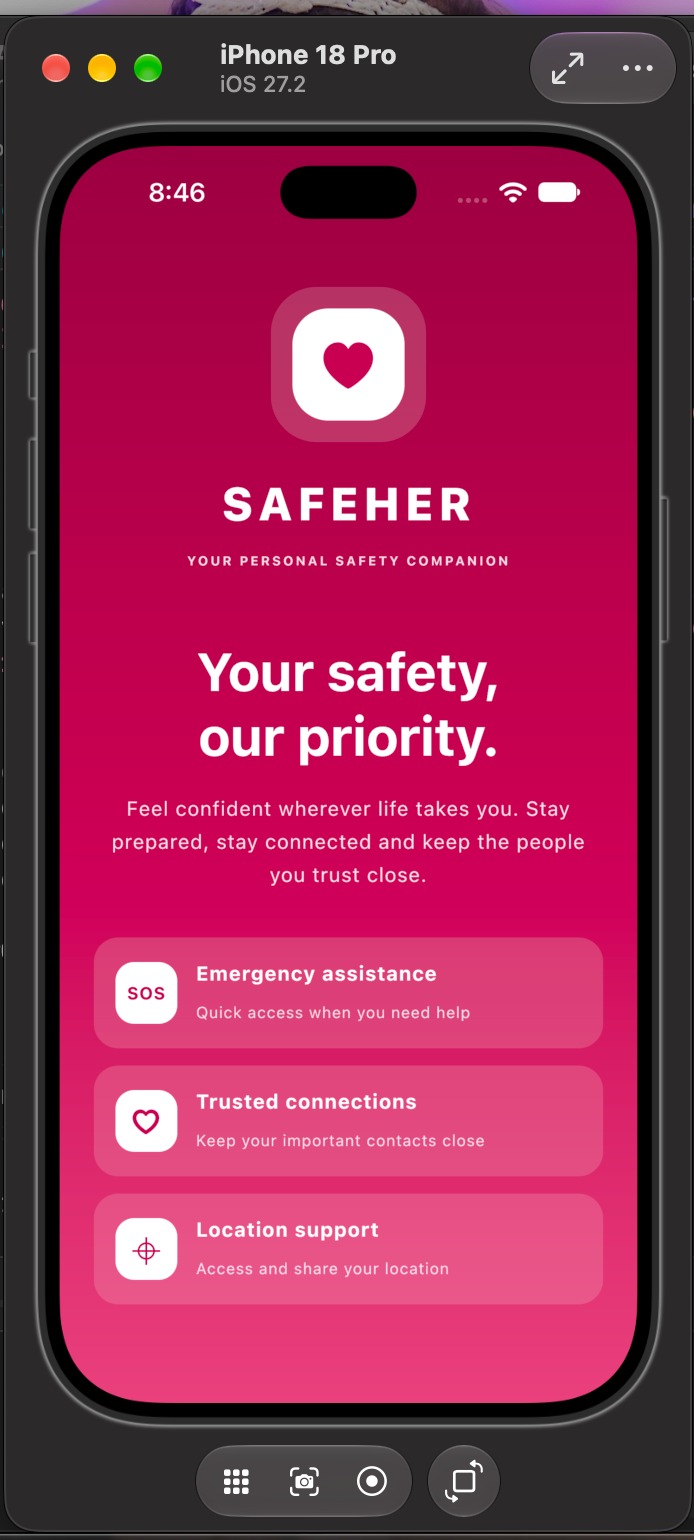 iPhone 18 Pro
iOS 27.2
8:46
SAFEHER
YOUR PERSONAL SAFETY COMPANION
Your safety,
our priority.
Feel confident wherever life takes you. Stay
prepared, stay connected and keep the people
you trust close.
SOS
Emergency assistance
Quick access when you need help
Trusted connections
Keep your important contacts close
Location support
Access and share your location